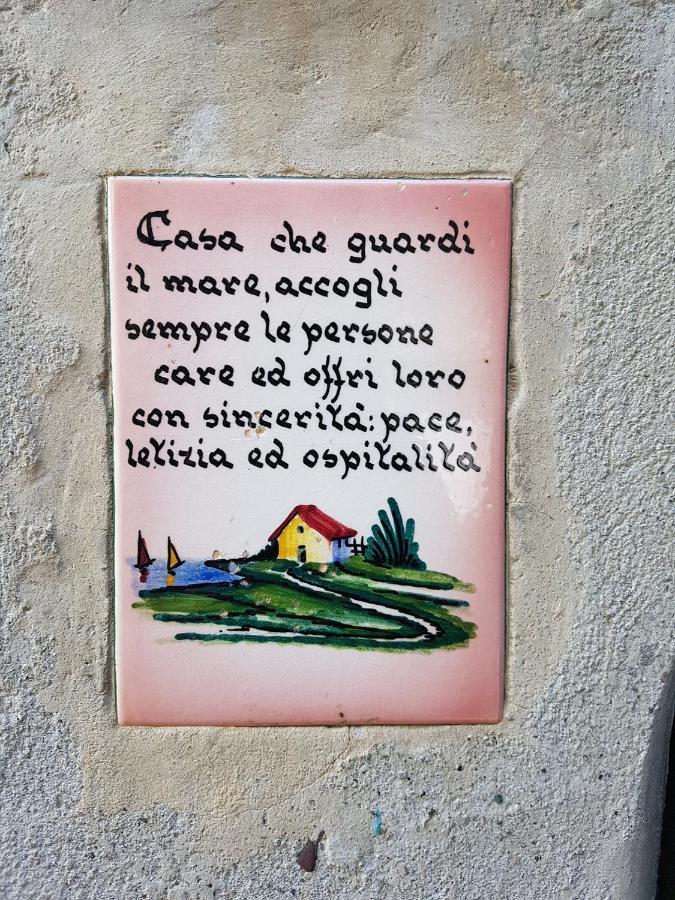 Casa che guardi
il mare, accogli
sempre le persone
care ed offri loro
con sincerità: pace,
letizia ed ospitalità